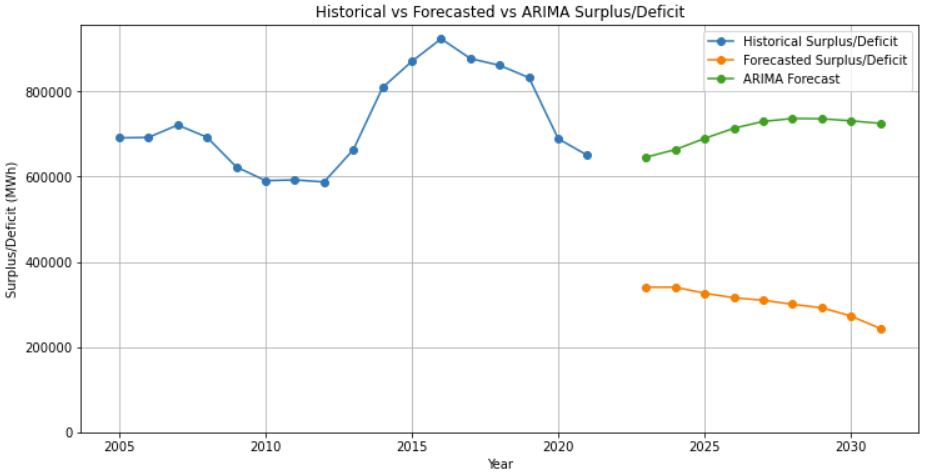 Historical vs Forecasted vs ARIMA Surplus/Deficit
Historical Surplus/Deficit
Forecasted Surplus/Deficit
ARIMA Forecast
Surplus/Deficit (MWh)
800000
600000
400000
200000
0
2005 2010 2015 2020 2025 2030
Year